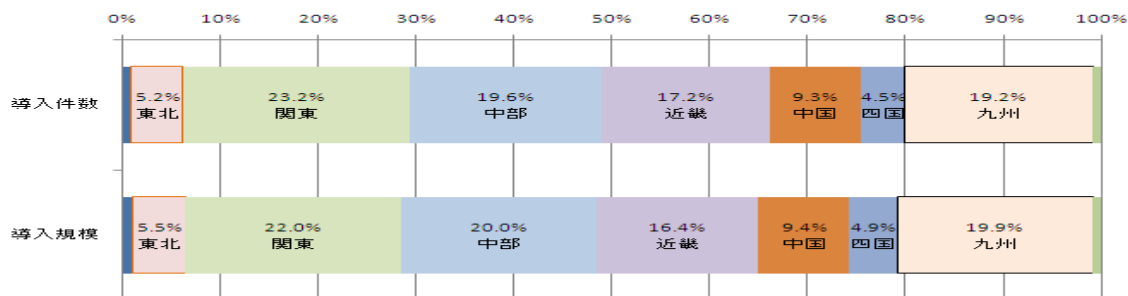 0% 10% 20% 30% 40% 50% 60% 70% 80% 90% 100%
導入件数
5.2% 23.2% 19.6% 17.2% 9.3% 4.5% 19.2%
東北 関東 中部 近畿 中国 四国 九州
導入規模
5.5% 22.0% 20.0% 16.4% 9.4% 4.9% 19.9%
東北 関東 中部 近畿 中国 四国 九州